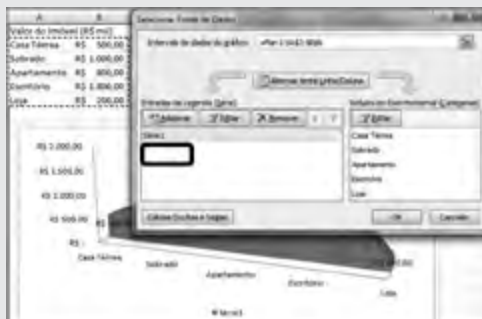 A B
Valor do Imóvel (R$ mil)
Casa Térrea R$ 500,00
Sobrado R$ 1.000,00
Apartamento R$ 800,00
Escritório R$ 1.800,00
Loja R$ 200,00
Selecionar Fonte de Dados
Intervalo de dados do gráfico:
Alternar entre Linha/Coluna
Entradas de Legenda (Série)
Adicionar Editar Remover
Série1
Rótulos do Eixo Horizontal (Categorias)
Editar
Casa Térrea
Sobrado
Apartamento
Escritório
Loja
Células Ocultas e Vazias
OK Cancelar
R$ 2.000,00
R$ 1.500,00
R$ 1.000,00
R$ 500,00
R$ -
Casa Térrea
Sobrado
Apartamento
Escritório
Loja
Série1